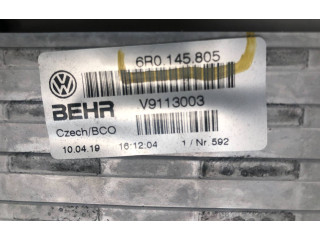 6R0 145.805
BEHR V9113003
Czech/BCO
10.04.19 16:12:04 1/Nr. 592